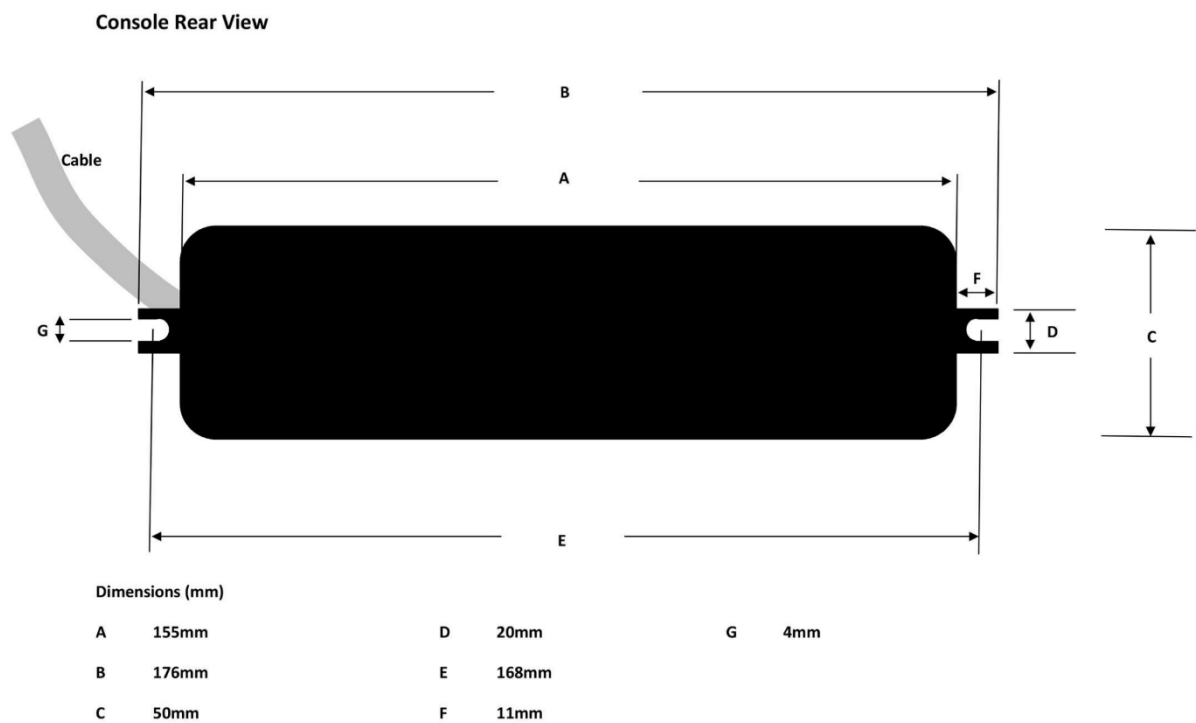 Console Rear View
B
Cable
A
F
G
D
C
E
Dimensions (mm)
A 155mm D 20mm G 4mm
B 176mm E 168mm
C 50mm F 11mm